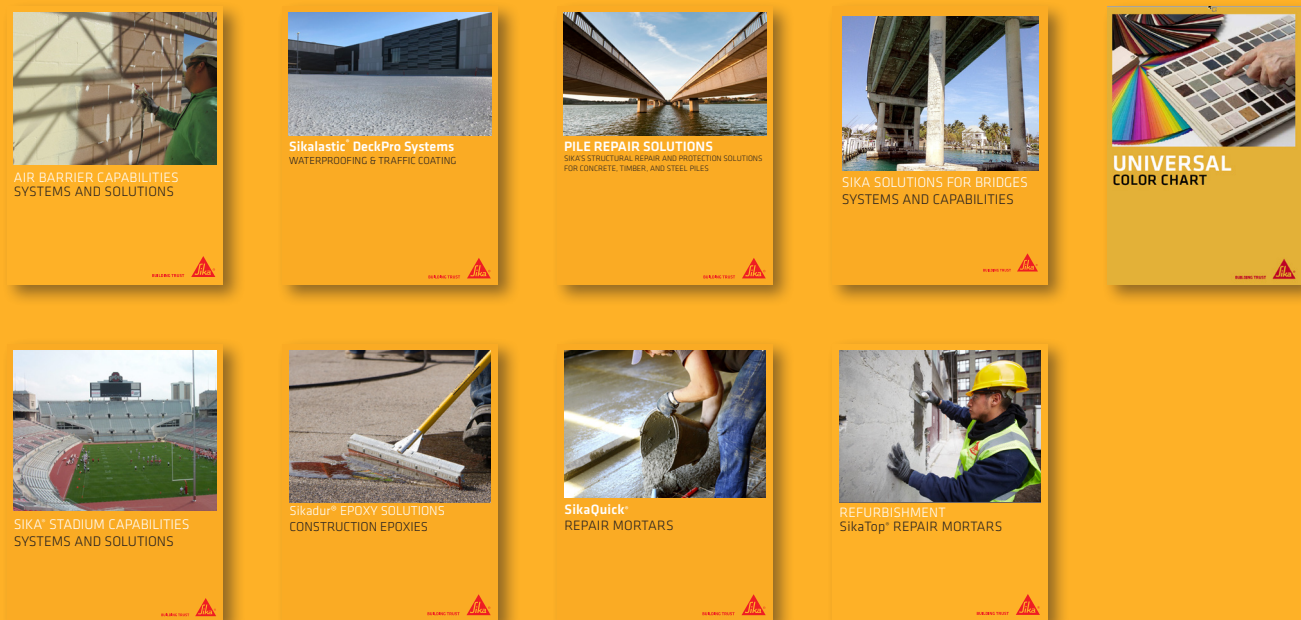 AIR BARRIER CAPABILITIES
SYSTEMS AND SOLUTIONS
BUILDING TRUST
Sika®
Sikalastic® DeckPro Systems
WATERPROOFING & TRAFFIC COATING
BUILDING TRUST
Sika®
PILE REPAIR SOLUTIONS
SIKA'S STRUCTURAL REPAIR AND PROTECTION SOLUTIONS
FOR CONCRETE, TIMBER, AND STEEL PILES
BUILDING TRUST
Sika®
SIKA SOLUTIONS FOR BRIDGES
SYSTEMS AND CAPABILITIES
BUILDING TRUST
Sika®
UNIVERSAL
COLOR CHART
BUILDING TRUST
Sika®
SIKA® STADIUM CAPABILITIES
SYSTEMS AND SOLUTIONS
BUILDING TRUST
Sika®
Sikadur® EPOXY SOLUTIONS
CONSTRUCTION EPOXIES
BUILDING TRUST
Sika®
SikaQuick®
REPAIR MORTARS
BUILDING TRUST
Sika®
REFURBISHMENT
SikaTop® REPAIR MORTARS
BUILDING TRUST
Sika®